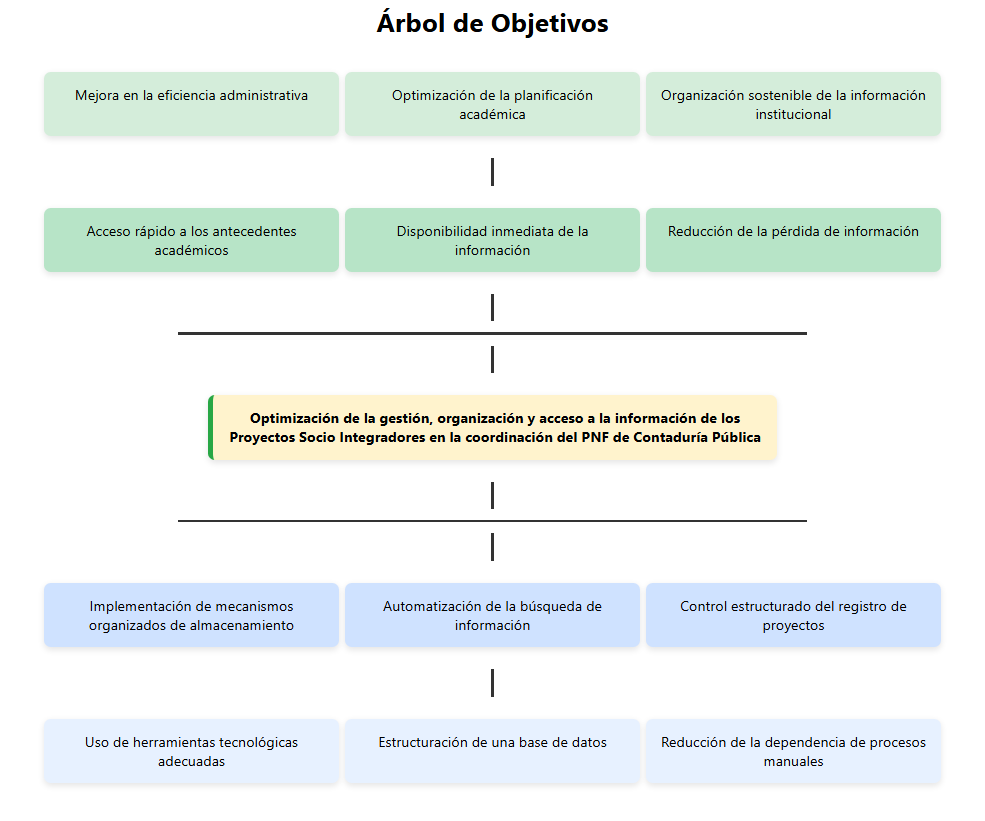 Árbol de Objetivos
Mejora en la eficiencia administrativa
Optimización de la planificación
académica
Organización sostenible de la información
institucional
Acceso rápido a los antecedentes
académicos
Disponibilidad inmediata de la
información
Reducción de la pérdida de información
Optimización de la gestión, organización y acceso a la información de los
Proyectos Socio Integradores en la coordinación del PNF de Contaduría Pública
Implementación de mecanismos
organizados de almacenamiento
Automatización de la búsqueda de
información
Control estructurado del registro de
proyectos
Uso de herramientas tecnológicas
adecuadas
Estructuración de una base de datos
Reducción de la dependencia de procesos
manuales